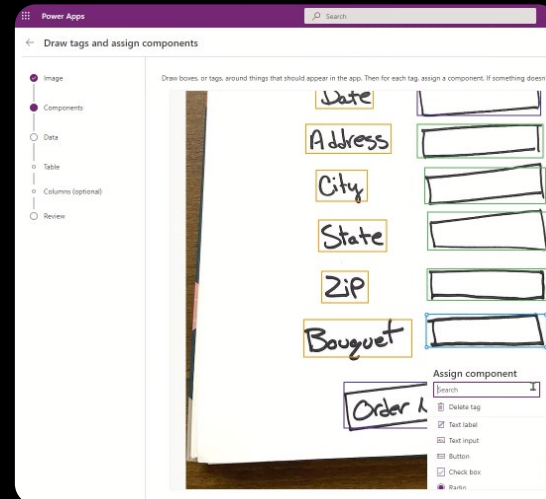 Power Apps
Search
Draw tags and assign components
Image
Components
Data
Table
Columns (optional)
Review
Draw boxes, or tags, around things that should appear in the app. Then for each tag, assign a component. If something doesn
Date
Address
City
State
Zip
Bouquet
Order
Assign component
Search
Delete tag
Text label
Text input
Button
Check box
Radio